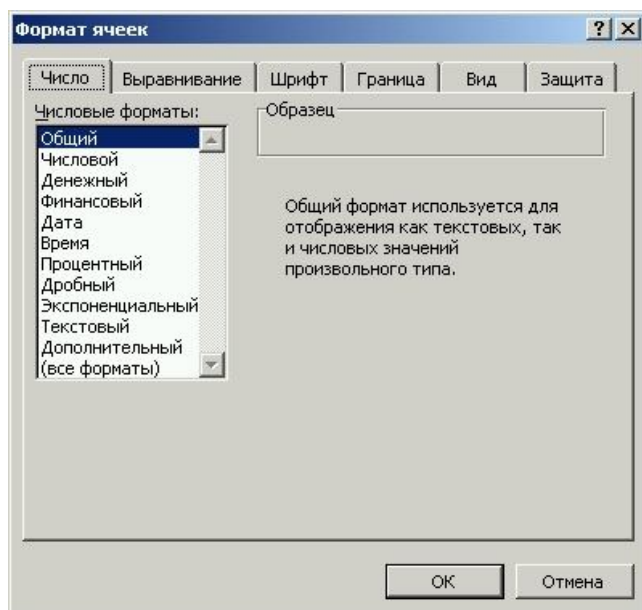 Формат ячеек
Число Выравнивание Шрифт Граница Вид Защита
Числовые форматы:
Общий
Числовой
Денежный
Финансовый
Дата
Время
Процентный
Дробный
Экспоненциальный
Текстовый
Дополнительный
(все форматы)
Образец
Общий формат используется для
отображения как текстовых, так
и числовых значений
произвольного типа.
ОК Отмена